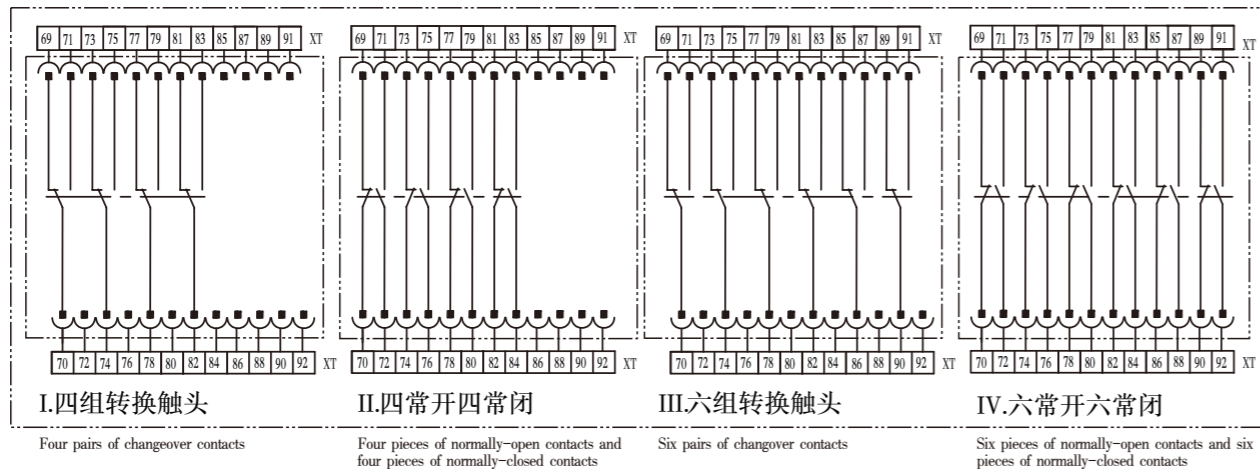 69 71 73 75 77 79 81 83 85 87 89 91 XT
69 71 73 75 77 79 81 83 85 87 89 91 XT
69 71 73 75 77 79 81 83 85 87 89 91 XT
69 71 73 75 77 79 81 83 85 87 89 91 XT
70 72 74 76 78 80 82 84 86 88 90 92 XT
70 72 74 76 78 80 82 84 86 88 90 92 XT
70 72 74 76 78 80 82 84 86 88 90 92 XT
70 72 74 76 78 80 82 84 86 88 90 92 XT
I.四组转换触头
II.四常开四常闭
III.六组转换触头
IV.六常开六常闭
Four pairs of changeover contacts
Four pieces of normally-open contacts and
four pieces of normally-closed contacts
Six pairs of changover contacts
Six pieces of normally-open contacts and six
pieces of normally-closed contacts